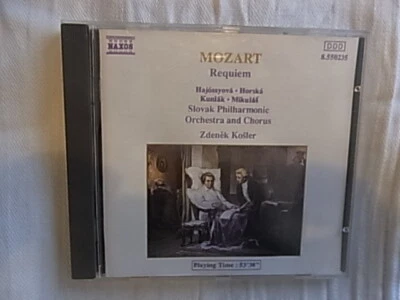 NAXOS
DDD
8.550235
MOZART
Requiem
Hajóssyová • Horská
Kundlák • Mikuláš
Slovak Philharmonic
Orchestra and Chorus
Zdeněk Košler
Playing Time : 53'36"